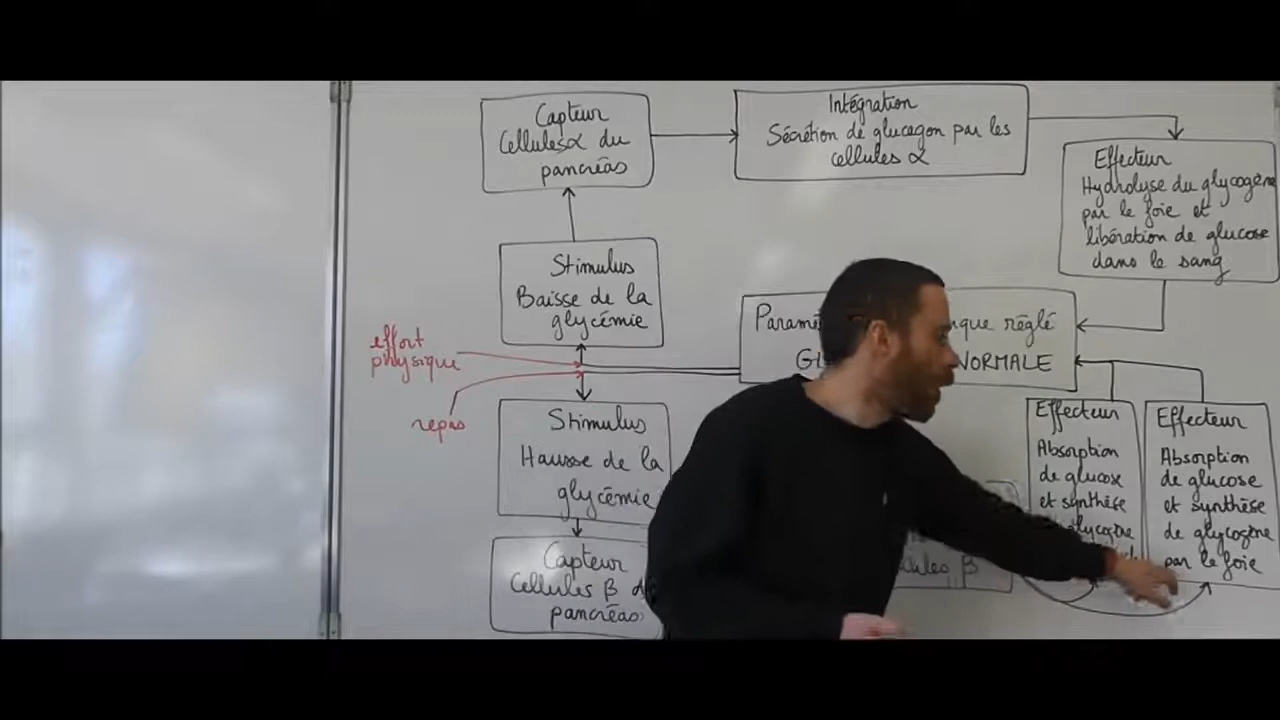 Capteur
Cellules α du
pancréas
Intégration
Sécrétion de glucagon par les
cellules α
Effecteur
Hydrolyse du glycogène
par le foie et
libération de glucose
dans le sang
Stimulus
Baisse de la
glycémie
effort
physique
repas
réglé
NORMALE
Stimulus
Hausse de la
glycémie
Capteur
Cellules β
pancréas
β
Effecteur
Absorption
de glucose
et synthèse
Effecteur
Absorption
de glucose
et synthèse
de glycogène
par le foie